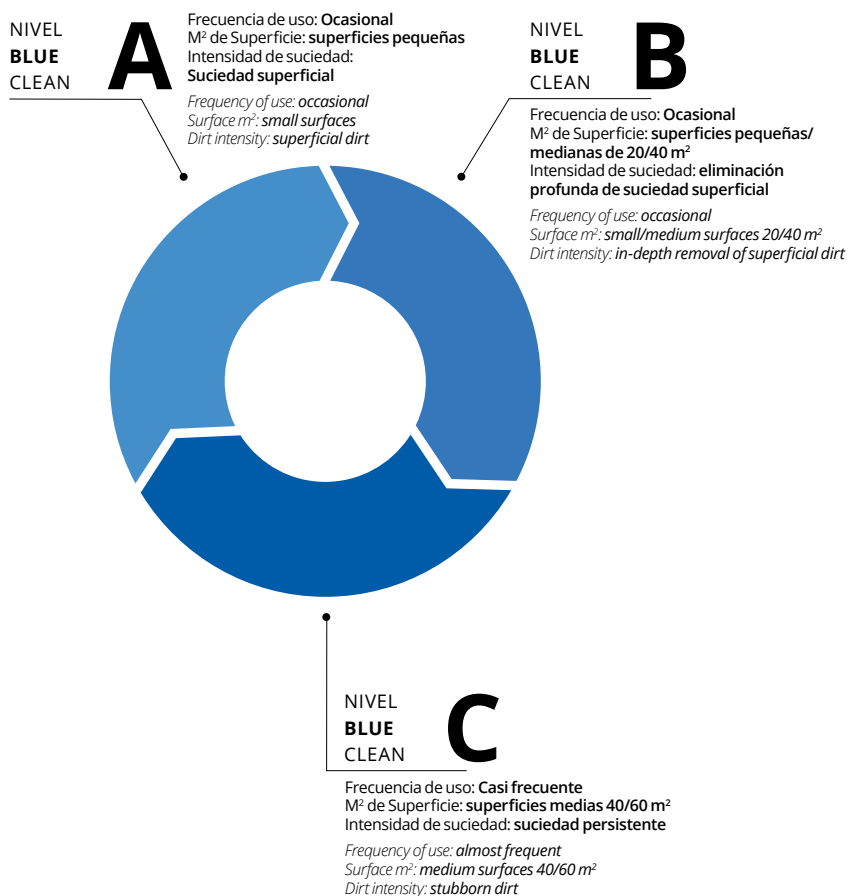 NIVEL
BLUE
CLEAN
A
Frecuencia de uso: Ocasional
M² de Superficie: superficies pequeñas
Intensidad de suciedad:
Suciedad superficial
Frequency of use: occasional
Surface m²: small surfaces
Dirt intensity: superficial dirt
NIVEL
BLUE
CLEAN
B
Frecuencia de uso: Ocasional
M² de Superficie: superficies pequeñas/
medianas de 20/40 m²
Intensidad de suciedad: eliminación
profunda de suciedad superficial
Frequency of use: occasional
Surface m²: small/medium surfaces 20/40 m²
Dirt intensity: in-depth removal of superficial dirt
NIVEL
BLUE
CLEAN
C
Frecuencia de uso: Casi frecuente
M² de Superficie: superficies medias 40/60 m²
Intensidad de suciedad: suciedad persistente
Frequency of use: almost frequent
Surface m²: medium surfaces 40/60 m²
Dirt intensity: stubborn dirt